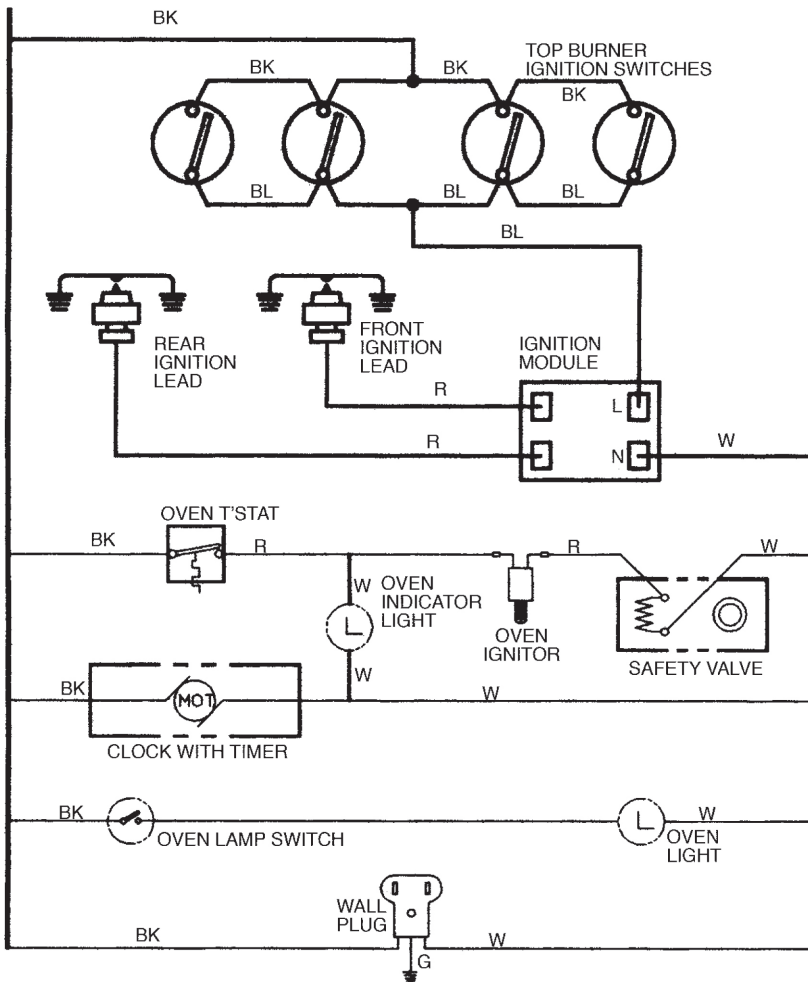 BK
TOP BURNER
IGNITION SWITCHES
BK
BK
BK
BL
BL
BL
BL
REAR
IGNITION
LEAD
FRONT
IGNITION
LEAD
IGNITION
MODULE
R
L
R
N
W
OVEN T'STAT
BK
R
R
W
W
OVEN
INDICATOR
LIGHT
L
OVEN
IGNITOR
SAFETY VALVE
W
BK
MOT
W
CLOCK WITH TIMER
BK
OVEN LAMP SWITCH
L
W
OVEN
LIGHT
WALL
PLUG
BK
W
G